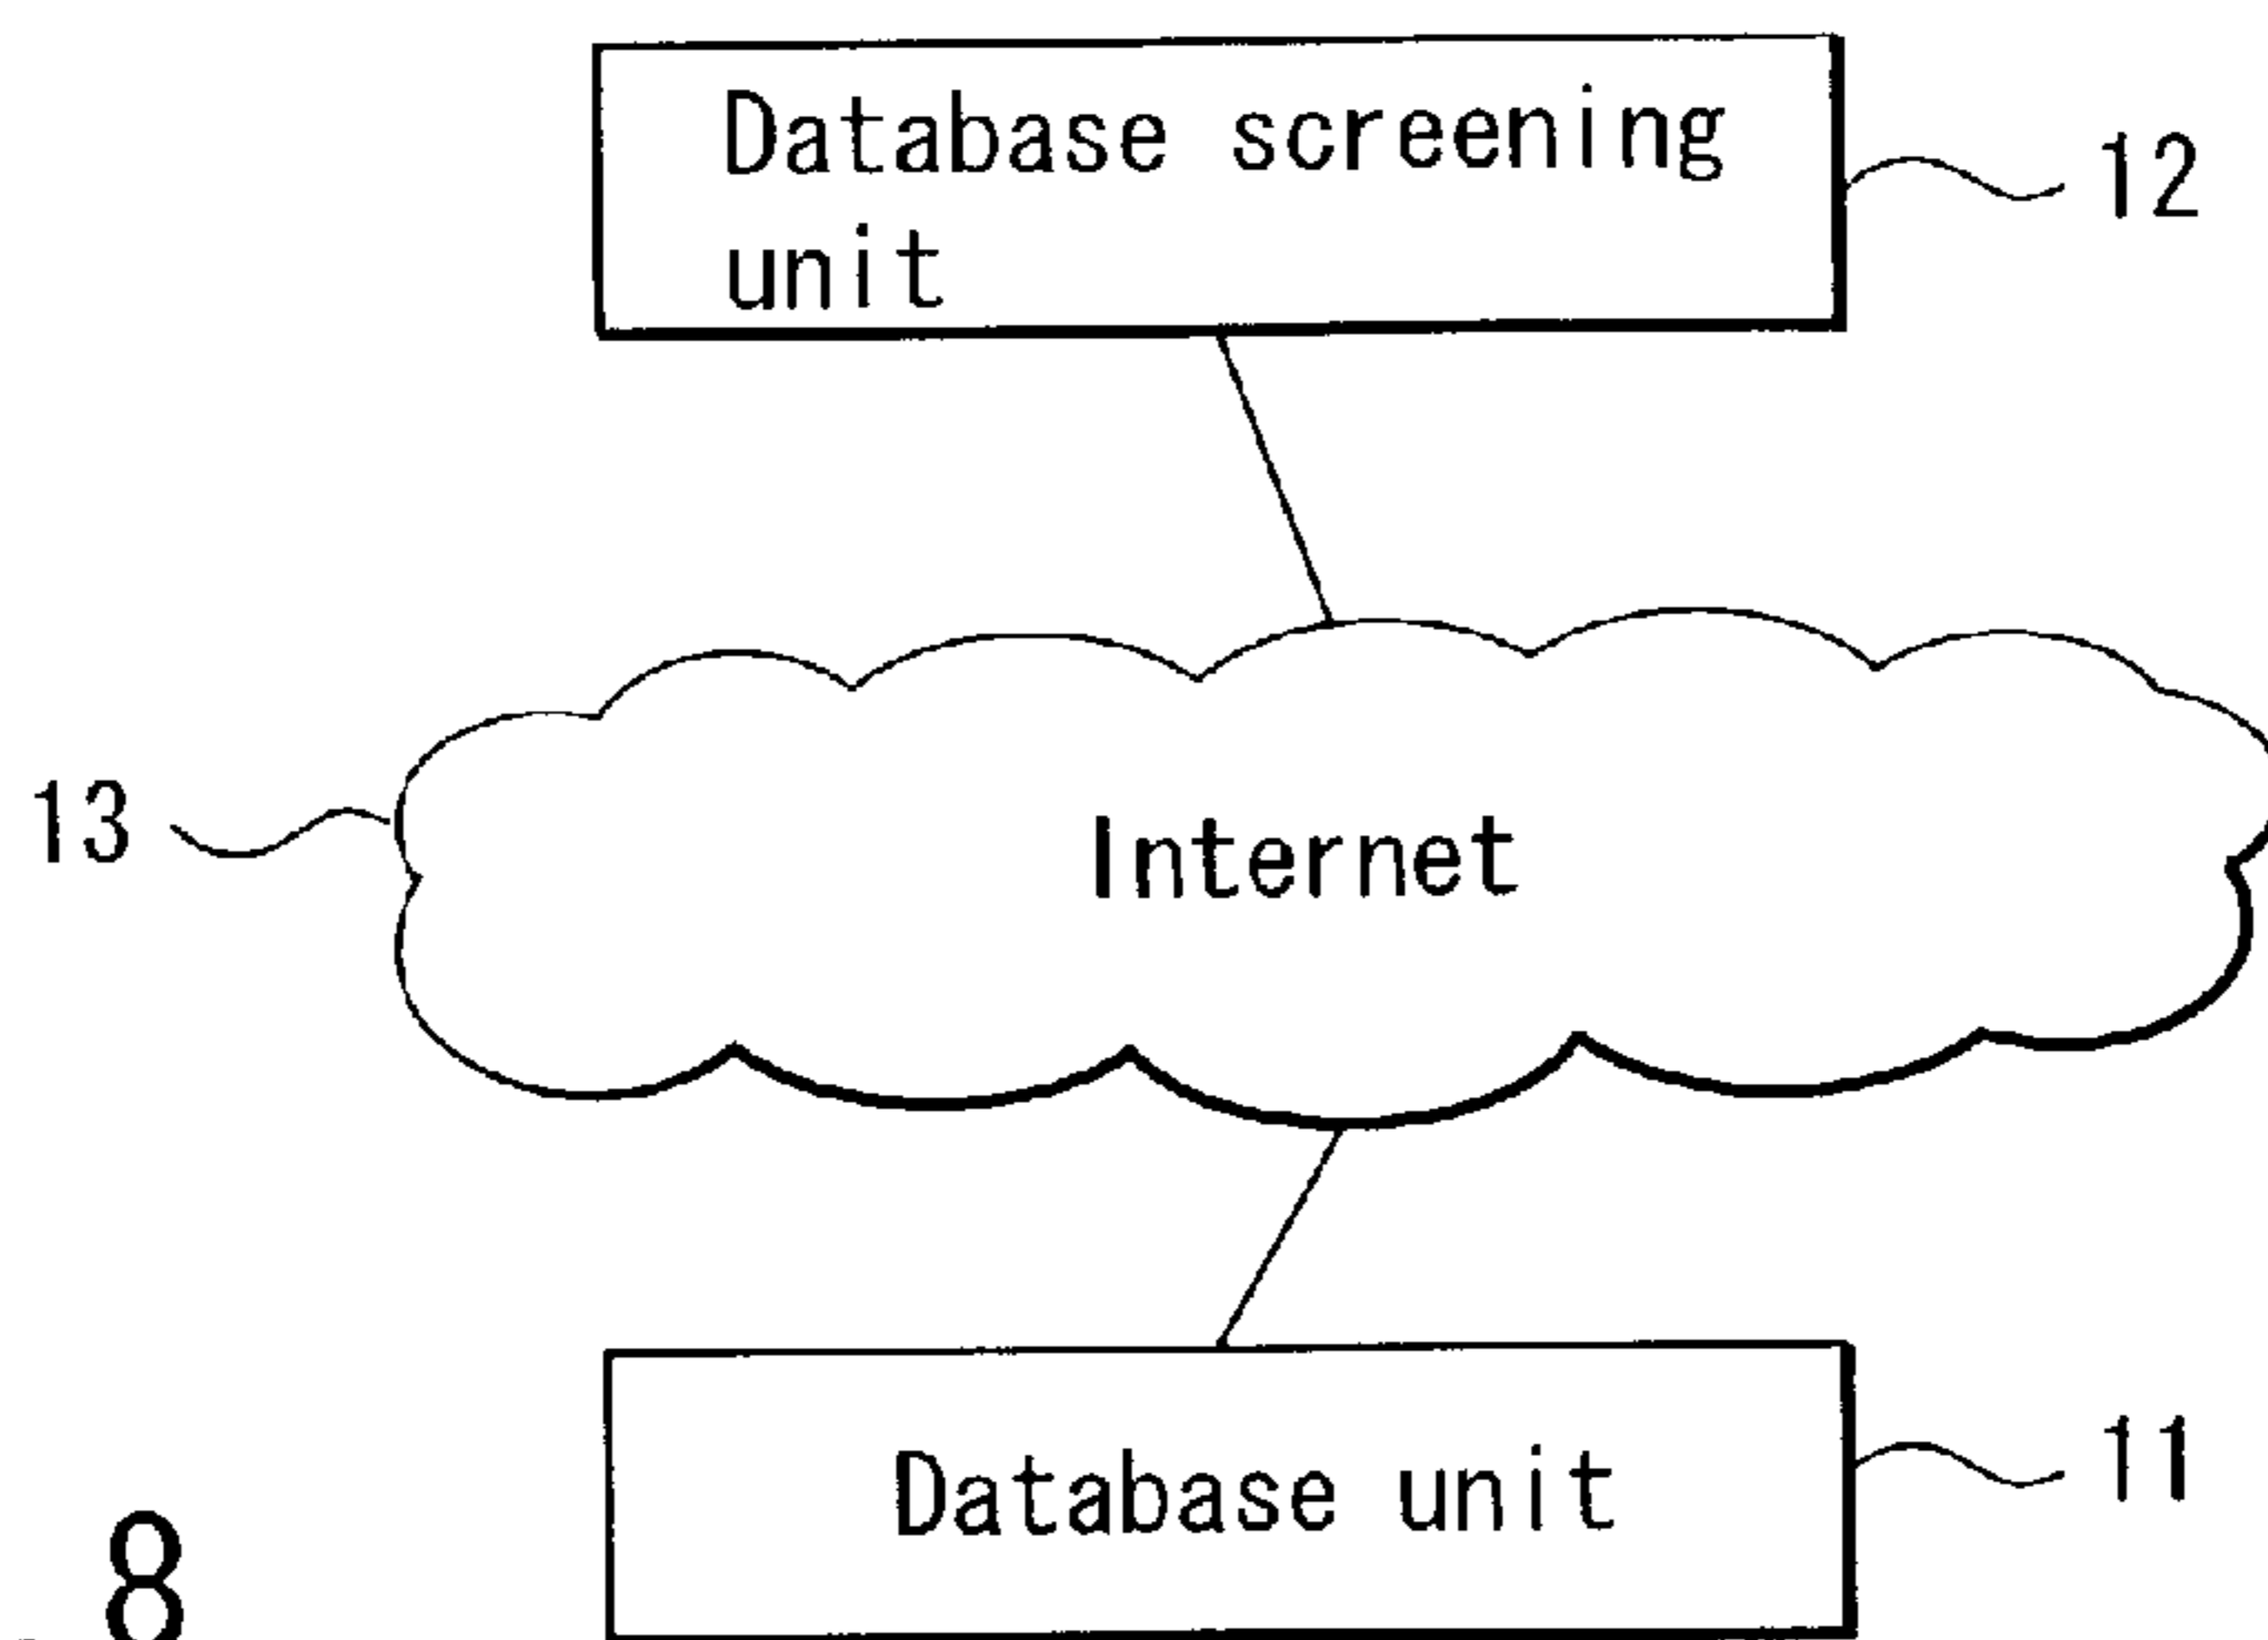 Database screening
unit
12
13
Internet
Database unit
11
8